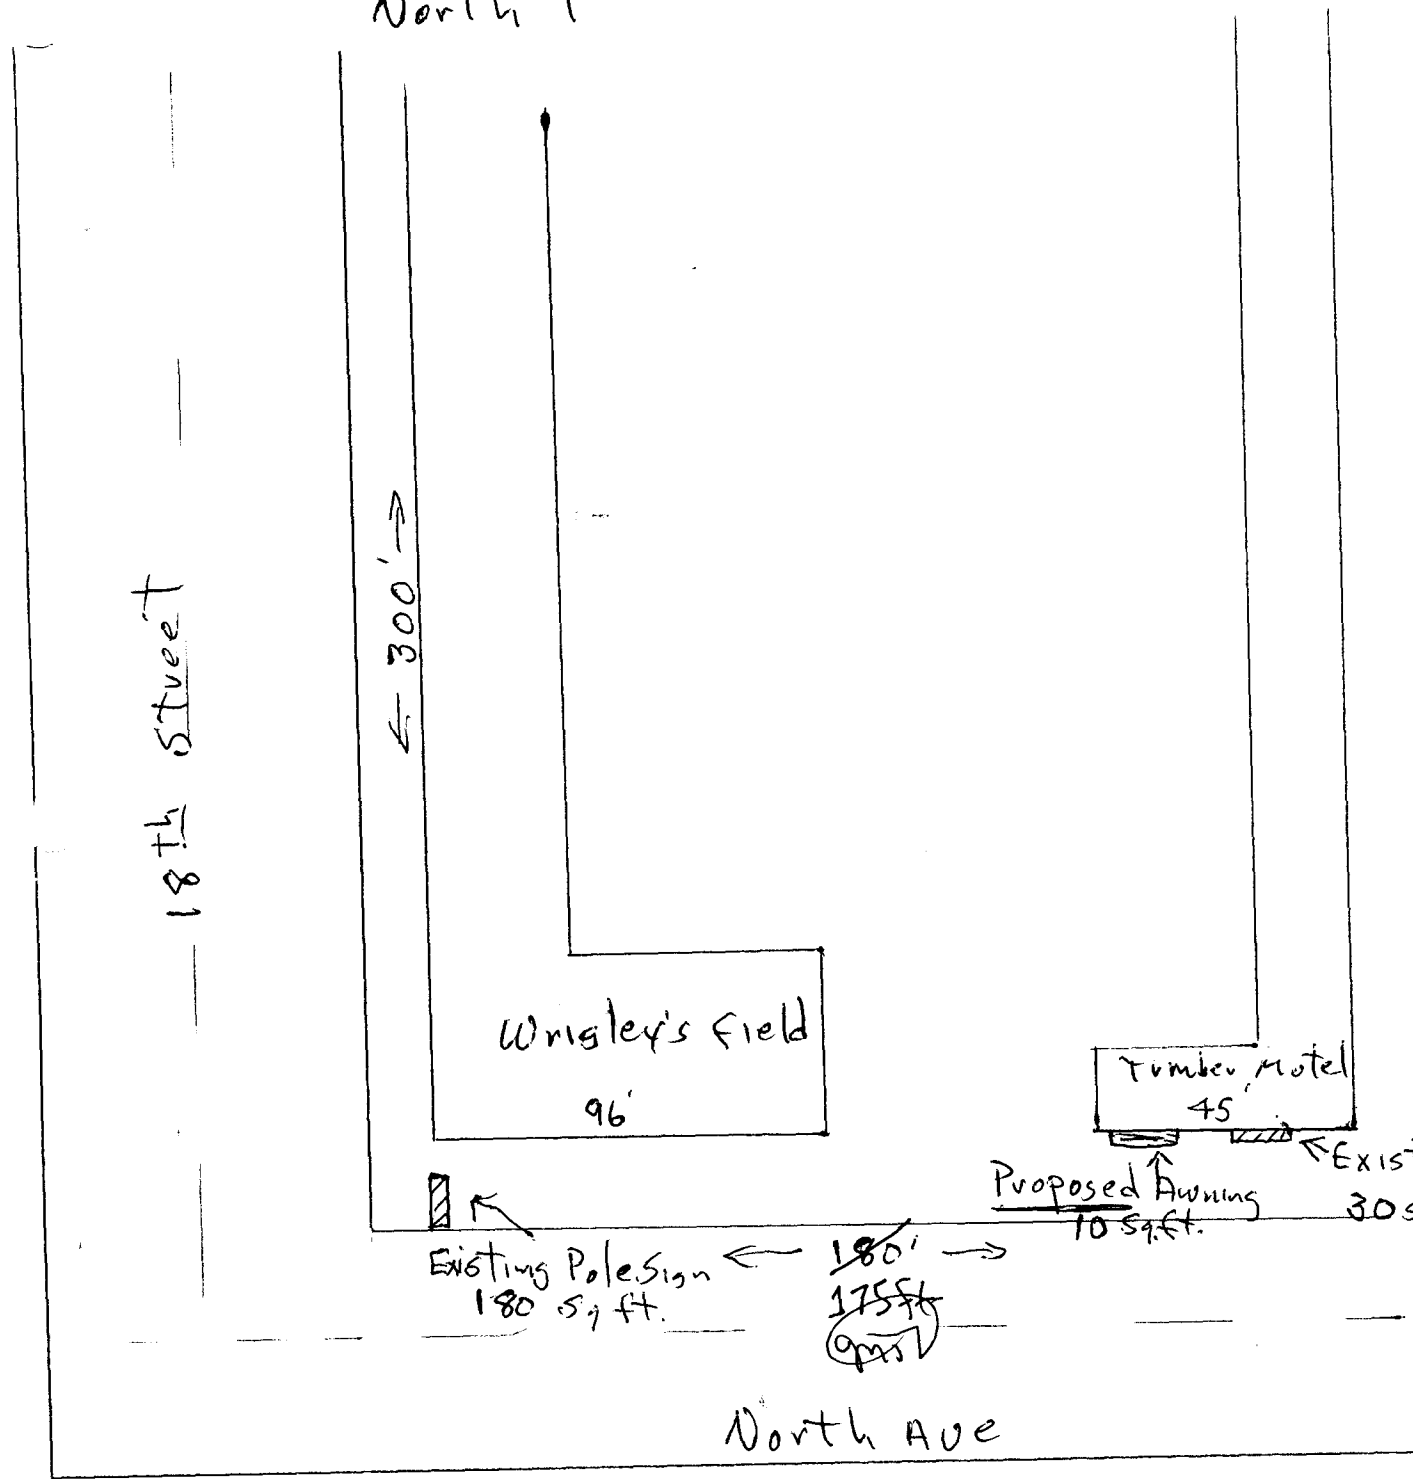 North ↑
18th Street
← 300' →
Wrigley's Field
96'
Timber Motel
45'
← Exist
30 s
Proposed Awning
10 sq.ft.
Existing Pole Sign
180 sq ft.
← 180' →
175ft
North Ave